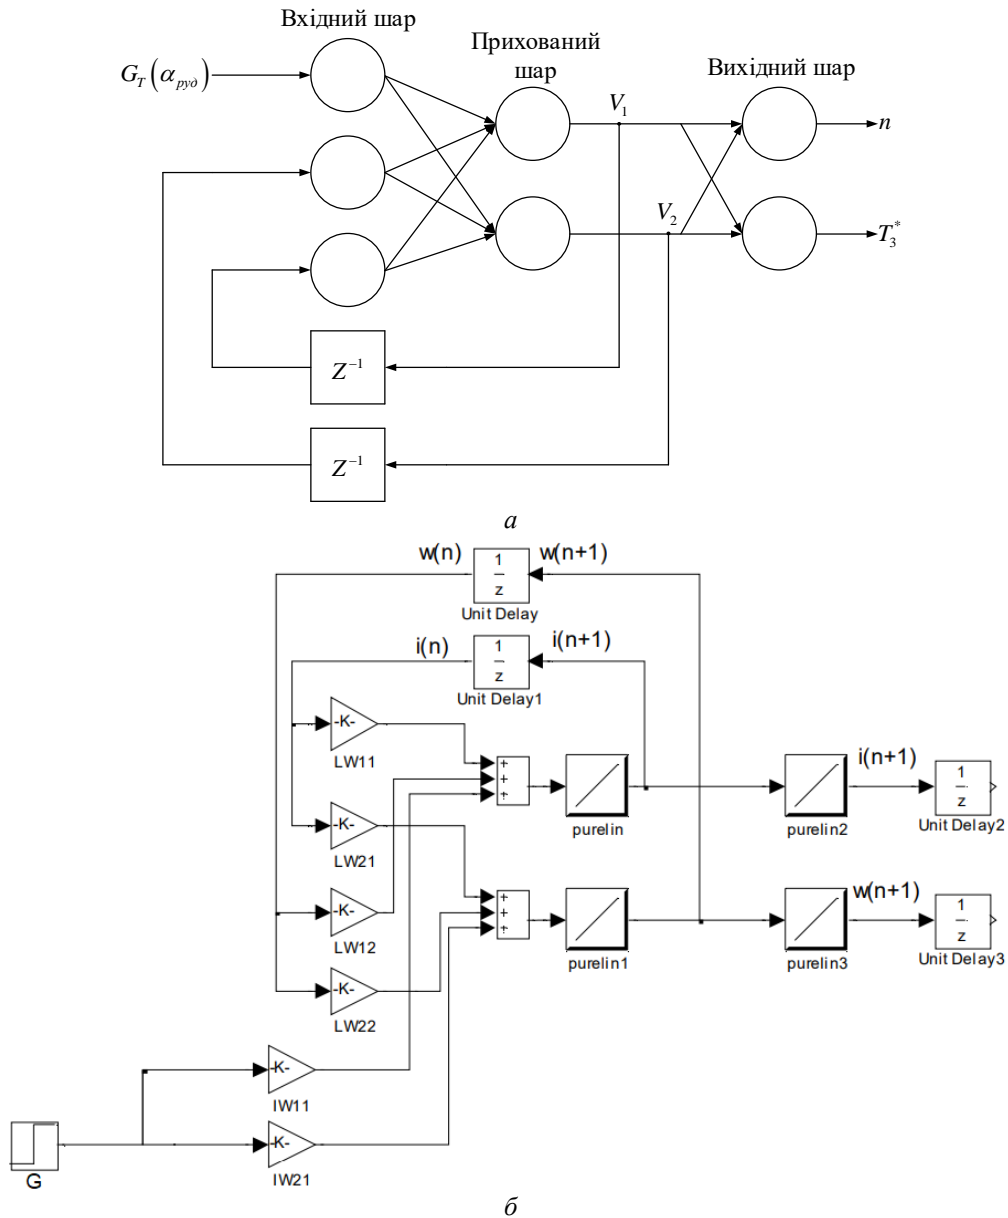 Вхідний шар
Прихований
шар
Вихідний шар
G_T(α_руд)
V_1
n
V_2
T_3^*
Z^{-1}
Z^{-1}
а
w(n)
1
z
w(n+1)
Unit Delay
i(n)
1
z
i(n+1)
Unit Delay1
-K-
LW11
+
+
+
purelin
purelin2
i(n+1)
1
z
Unit Delay2
-K-
LW21
-K-
LW12
+
+
+
purelin1
purelin3
w(n+1)
1
z
Unit Delay3
-K-
LW22
-K-
IW11
G
-K-
IW21
б